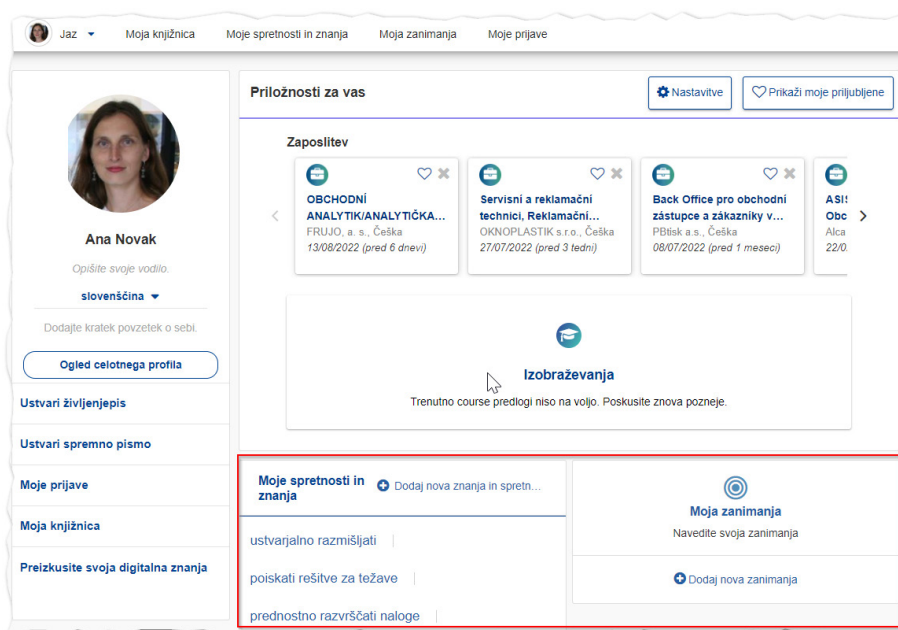 Jaz
Moja knjižnica
Moje spretnosti in znanja
Moja zanimanja
Moje prijave
Ana Novak
Opišite svoje vodilo.
slovenščina
Dodajte kratek povzetek o sebi.
Ogled celotnega profila
Ustvari življenjepis
Ustvari spremno pismo
Moje prijave
Moja knjižnica
Preizkusite svoja digitalna znanja
Priložnosti za vas
Nastavitve
Prikaži moje priljubljene
Zaposlitev
OBCHODNÍ
ANALYTIK/ANALYTIČKA...
FRUJO, a. s., Češka
13/08/2022 (pred 6 dnevi)
Servisní a reklamační
technici, Reklamační...
OKNOPLASTIK s.r.o., Češka
27/07/2022 (pred 3 tedni)
Back Office pro obchodní
zástupce a zákazníky v...
PBtisk a.s., Češka
08/07/2022 (pred 1 meseci)
Obc
Alca
22/0
Izobraževanja
Trenutno course predlogi niso na voljo. Poskusite znova pozneje.
Moje spretnosti in
znanja
Dodaj nova znanja in spretn...
ustvarjalno razmišljati
poiskati rešitve za težave
prednostno razvrščati naloge
Moja zanimanja
Navedite svoja zanimanja
Dodaj nova zanimanja